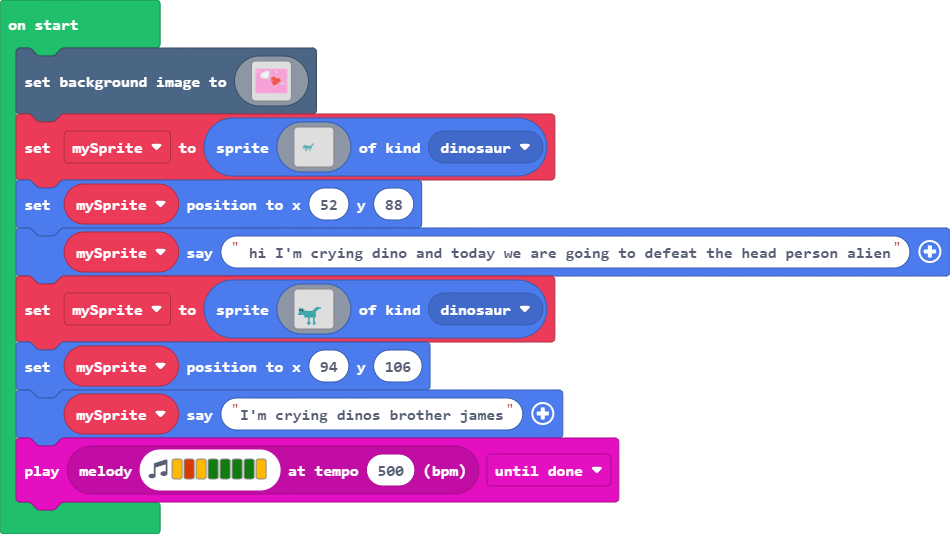 on start
set background image to
set mySprite to sprite of kind dinosaur
set mySprite position to x 52 y 88
mySprite say " hi I'm crying dino and today we are going to defeat the head person alien"
set mySprite to sprite of kind dinosaur
set mySprite position to x 94 y 106
mySprite say "I'm crying dinos brother james"
play melody at tempo 500 (bpm) until done